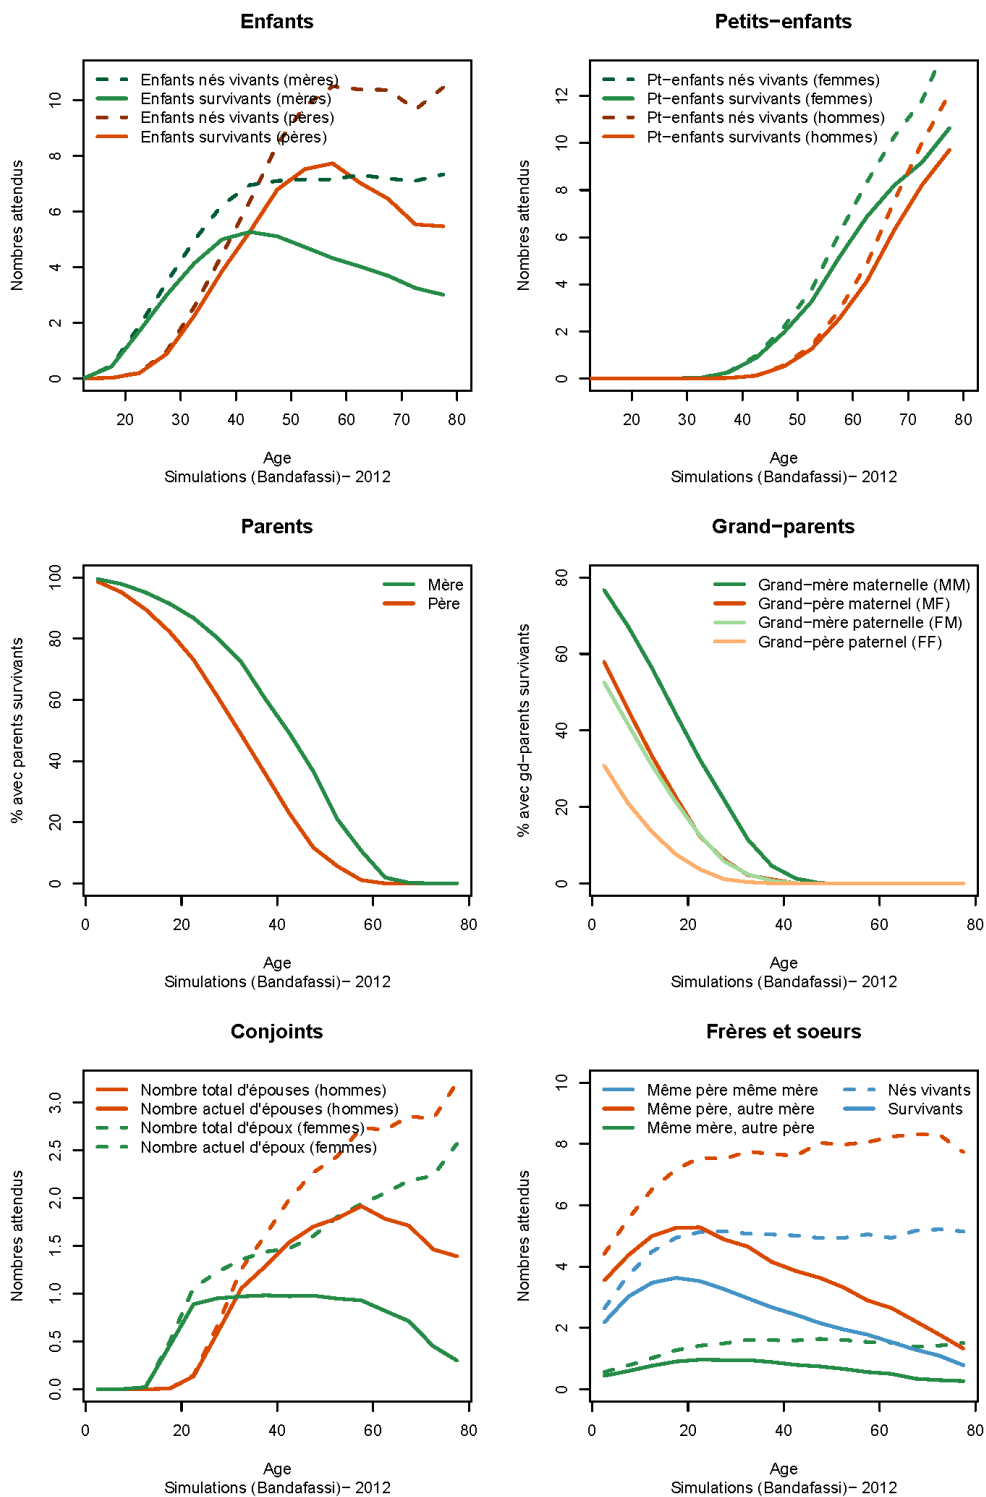 Enfants
Enfants nés vivants (mères)
Enfants survivants (mères)
Enfants nés vivants (pères)
Enfants survivants (pères)
Nombres attendus
0 2 4 6 8 10
20 30 40 50 60 70 80
Age
Simulations (Bandafassi)− 2012
Petits−enfants
Pt−enfants nés vivants (femmes)
Pt−enfants survivants (femmes)
Pt−enfants nés vivants (hommes)
Pt−enfants survivants (hommes)
Nombres attendus
0 2 4 6 8 10 12
20 30 40 50 60 70 80
Age
Simulations (Bandafassi)− 2012
Parents
Mère
Père
% avec parents survivants
0 20 40 60 80 100
0 20 40 60 80
Age
Simulations (Bandafassi)− 2012
Grand−parents
Grand−mère maternelle (MM)
Grand−père maternel (MF)
Grand−mère paternelle (FM)
Grand−père paternel (FF)
% avec gd−parents survivants
0 20 40 60 80
0 20 40 60 80
Age
Simulations (Bandafassi)− 2012
Conjoints
Nombre total d'épouses (hommes)
Nombre actuel d'épouses (hommes)
Nombre total d'époux (femmes)
Nombre actuel d'époux (femmes)
Nombres attendus
0.0 0.5 1.0 1.5 2.0 2.5 3.0
0 20 40 60 80
Age
Simulations (Bandafassi)− 2012
Frères et soeurs
Même père même mère
Même père, autre mère
Même mère, autre père
Nés vivants
Survivants
Nombres attendus
0 2 4 6 8 10
0 20 40 60 80
Age
Simulations (Bandafassi)− 2012